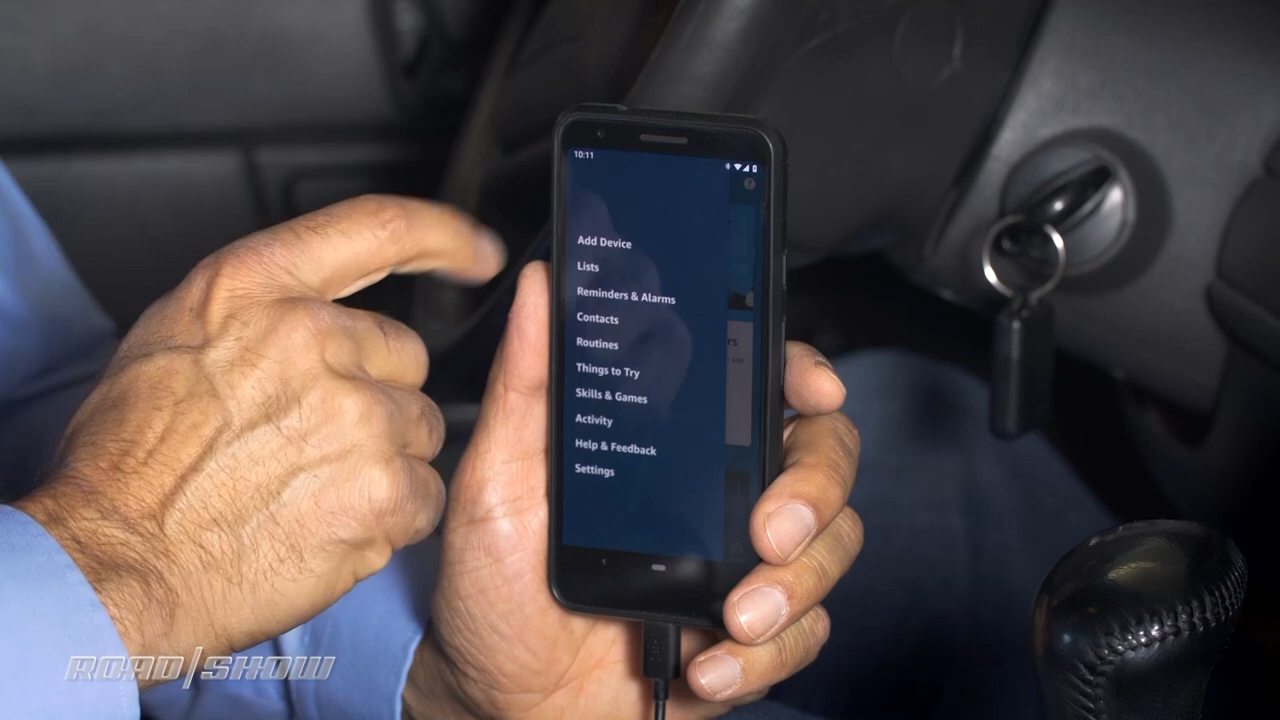 10:11
Add Device
Lists
Reminders & Alarms
Contacts
Routines
Things to Try
Skills & Games
Activity
Help & Feedback
Settings
ROAD/SHOW